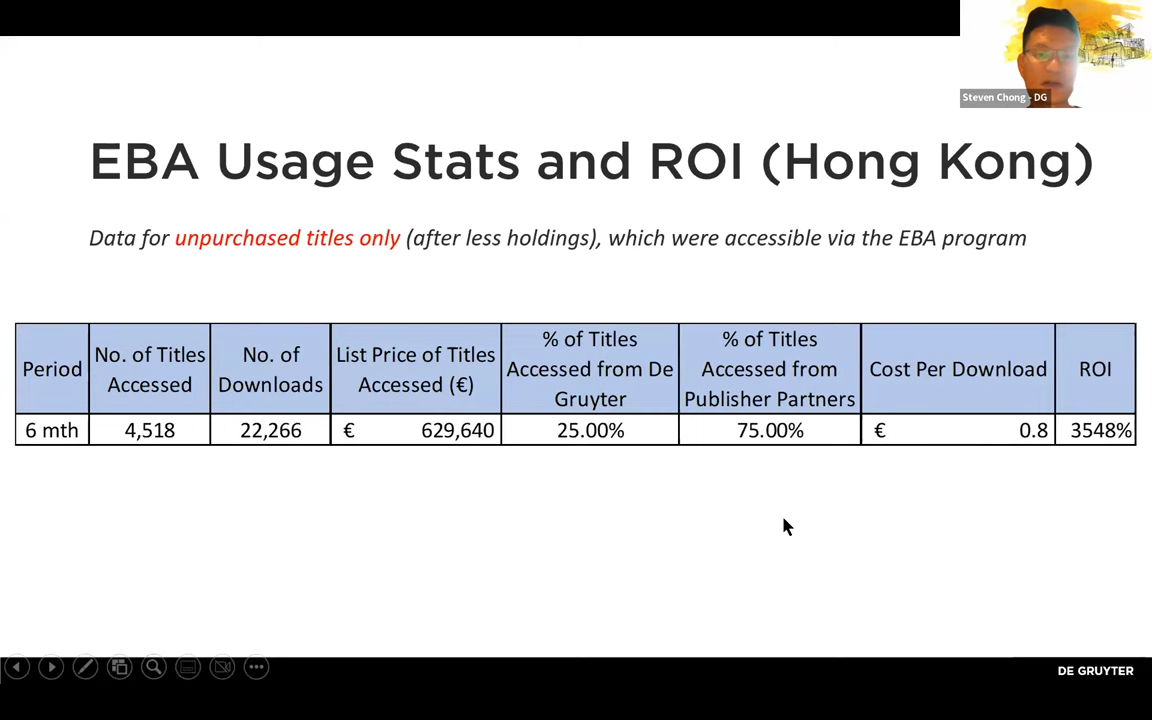 Steven Chong - DG
EBA Usage Stats and ROI (Hong Kong)
Data for unpurchased titles only (after less holdings), which were accessible via the EBA program
Period
No. of Titles
Accessed
No. of
Downloads
List Price of Titles
Accessed (€)
% of Titles
Accessed from De
Gruyter
% of Titles
Accessed from
Publisher Partners
Cost Per Download
ROI
6 mth
4,518
22,266
€ 629,640
25.00%
75.00%
€ 0.8
3548%
DE GRUYTER